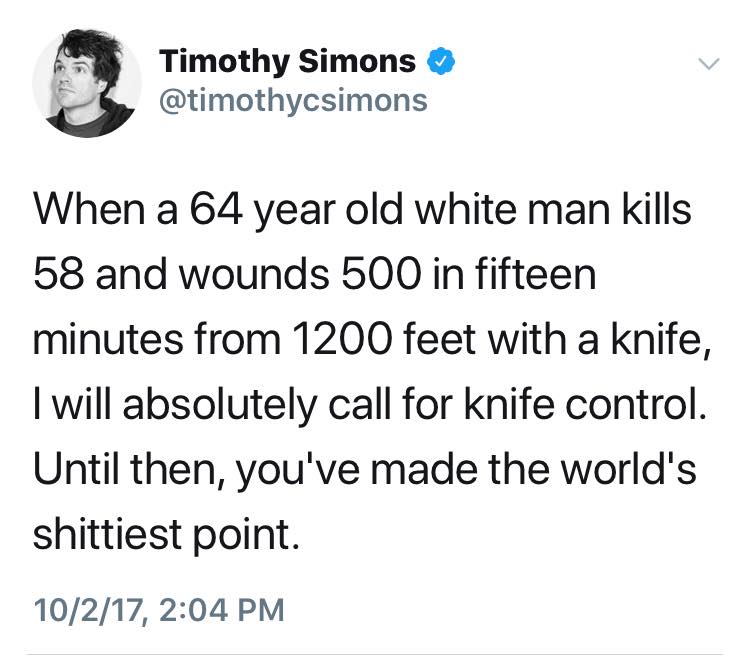 Timothy Simons
@timothycsimons
When a 64 year old white man kills
58 and wounds 500 in fifteen
minutes from 1200 feet with a knife,
I will absolutely call for knife control.
Until then, you've made the world's
shittiest point.
10/2/17, 2:04 PM